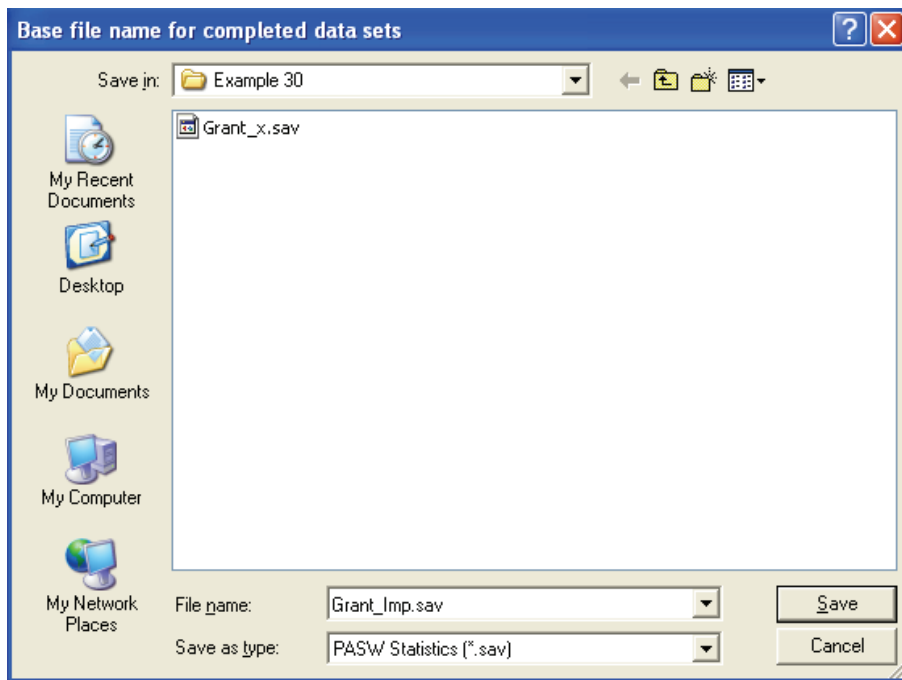 Base file name for completed data sets
Save in:
Example 30
Grant_x.sav
My Recent
Documents
Desktop
My Documents
My Computer
My Network
Places
File name:
Grant_Imp.sav
Save
Save as type:
PASW Statistics (*.sav)
Cancel